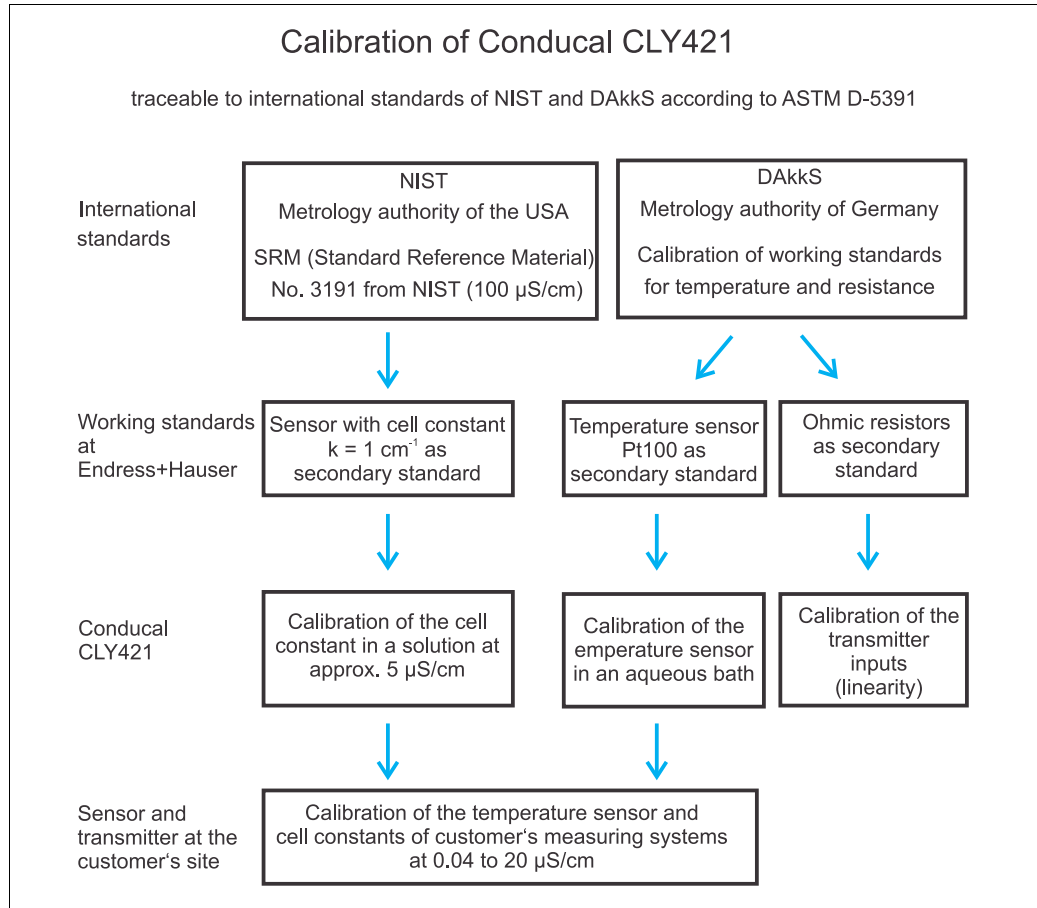 Calibration of Conducal CLY421
traceable to international standards of NIST and DAkkS according to ASTM D-5391
International
standards
NIST
Metrology authority of the USA
SRM (Standard Reference Material)
No. 3191 from NIST (100 µS/cm)
DAkkS
Metrology authority of Germany
Calibration of working standards
for temperature and resistance
Working standards
at
Endress+Hauser
Sensor with cell constant
k = 1 cm⁻¹ as
secondary standard
Temperature sensor
Pt100 as
secondary standard
Ohmic resistors
as secondary
standard
Conducal
CLY421
Calibration of the cell
constant in a solution at
approx. 5 µS/cm
Calibration of the
emperature sensor
in an aqueous bath
Calibration of the
transmitter
inputs
(linearity)
Sensor and
transmitter at the
customer‘s site
Calibration of the temperature sensor and
cell constants of customer‘s measuring systems
at 0.04 to 20 µS/cm